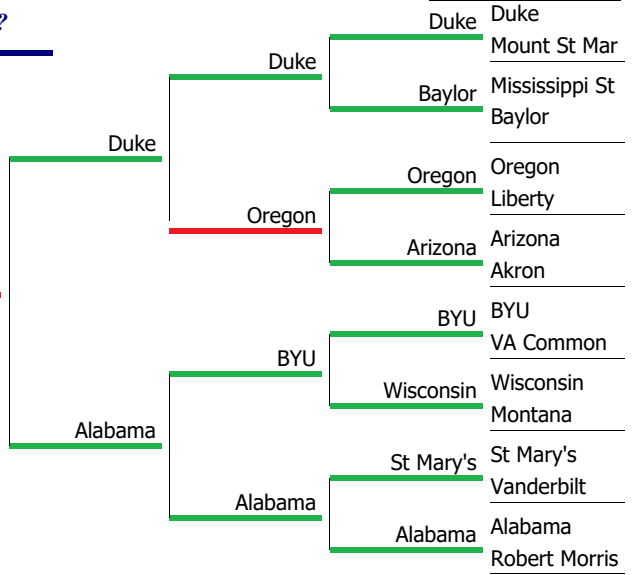 ?
Duke
Duke
Mount St Mar
Duke
Baylor
Mississippi St
Baylor
Duke
Oregon
Oregon
Liberty
Oregon
Arizona
Arizona
Akron
BYU
BYU
VA Common
BYU
Wisconsin
Wisconsin
Montana
Alabama
St Mary's
St Mary's
Vanderbilt
Alabama
Alabama
Alabama
Robert Morris